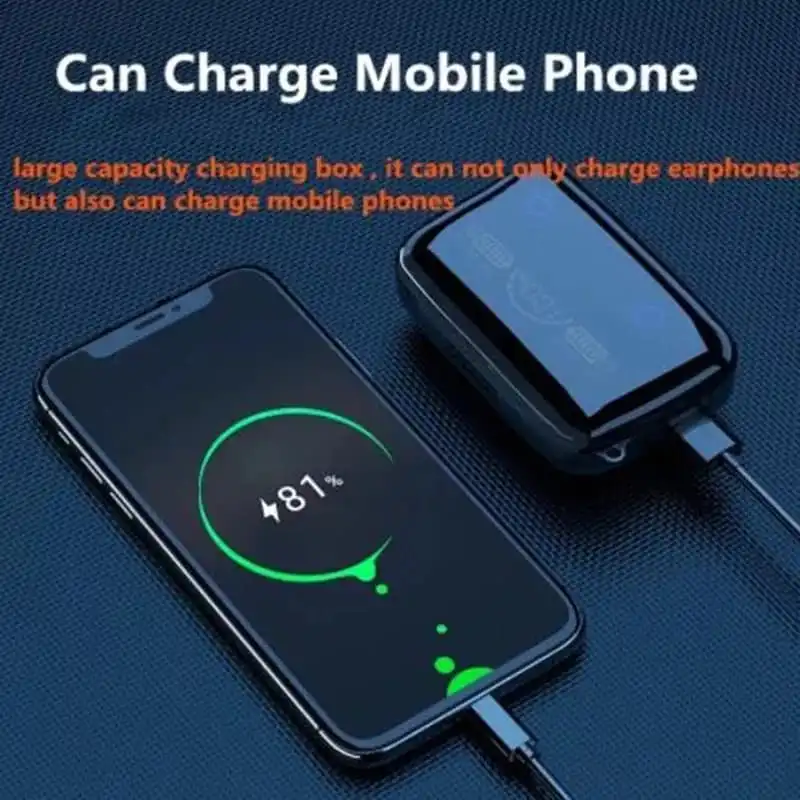 Can Charge Mobile Phone
large capacity charging box , it can not only charge earphones
but also can charge mobile phones
81%